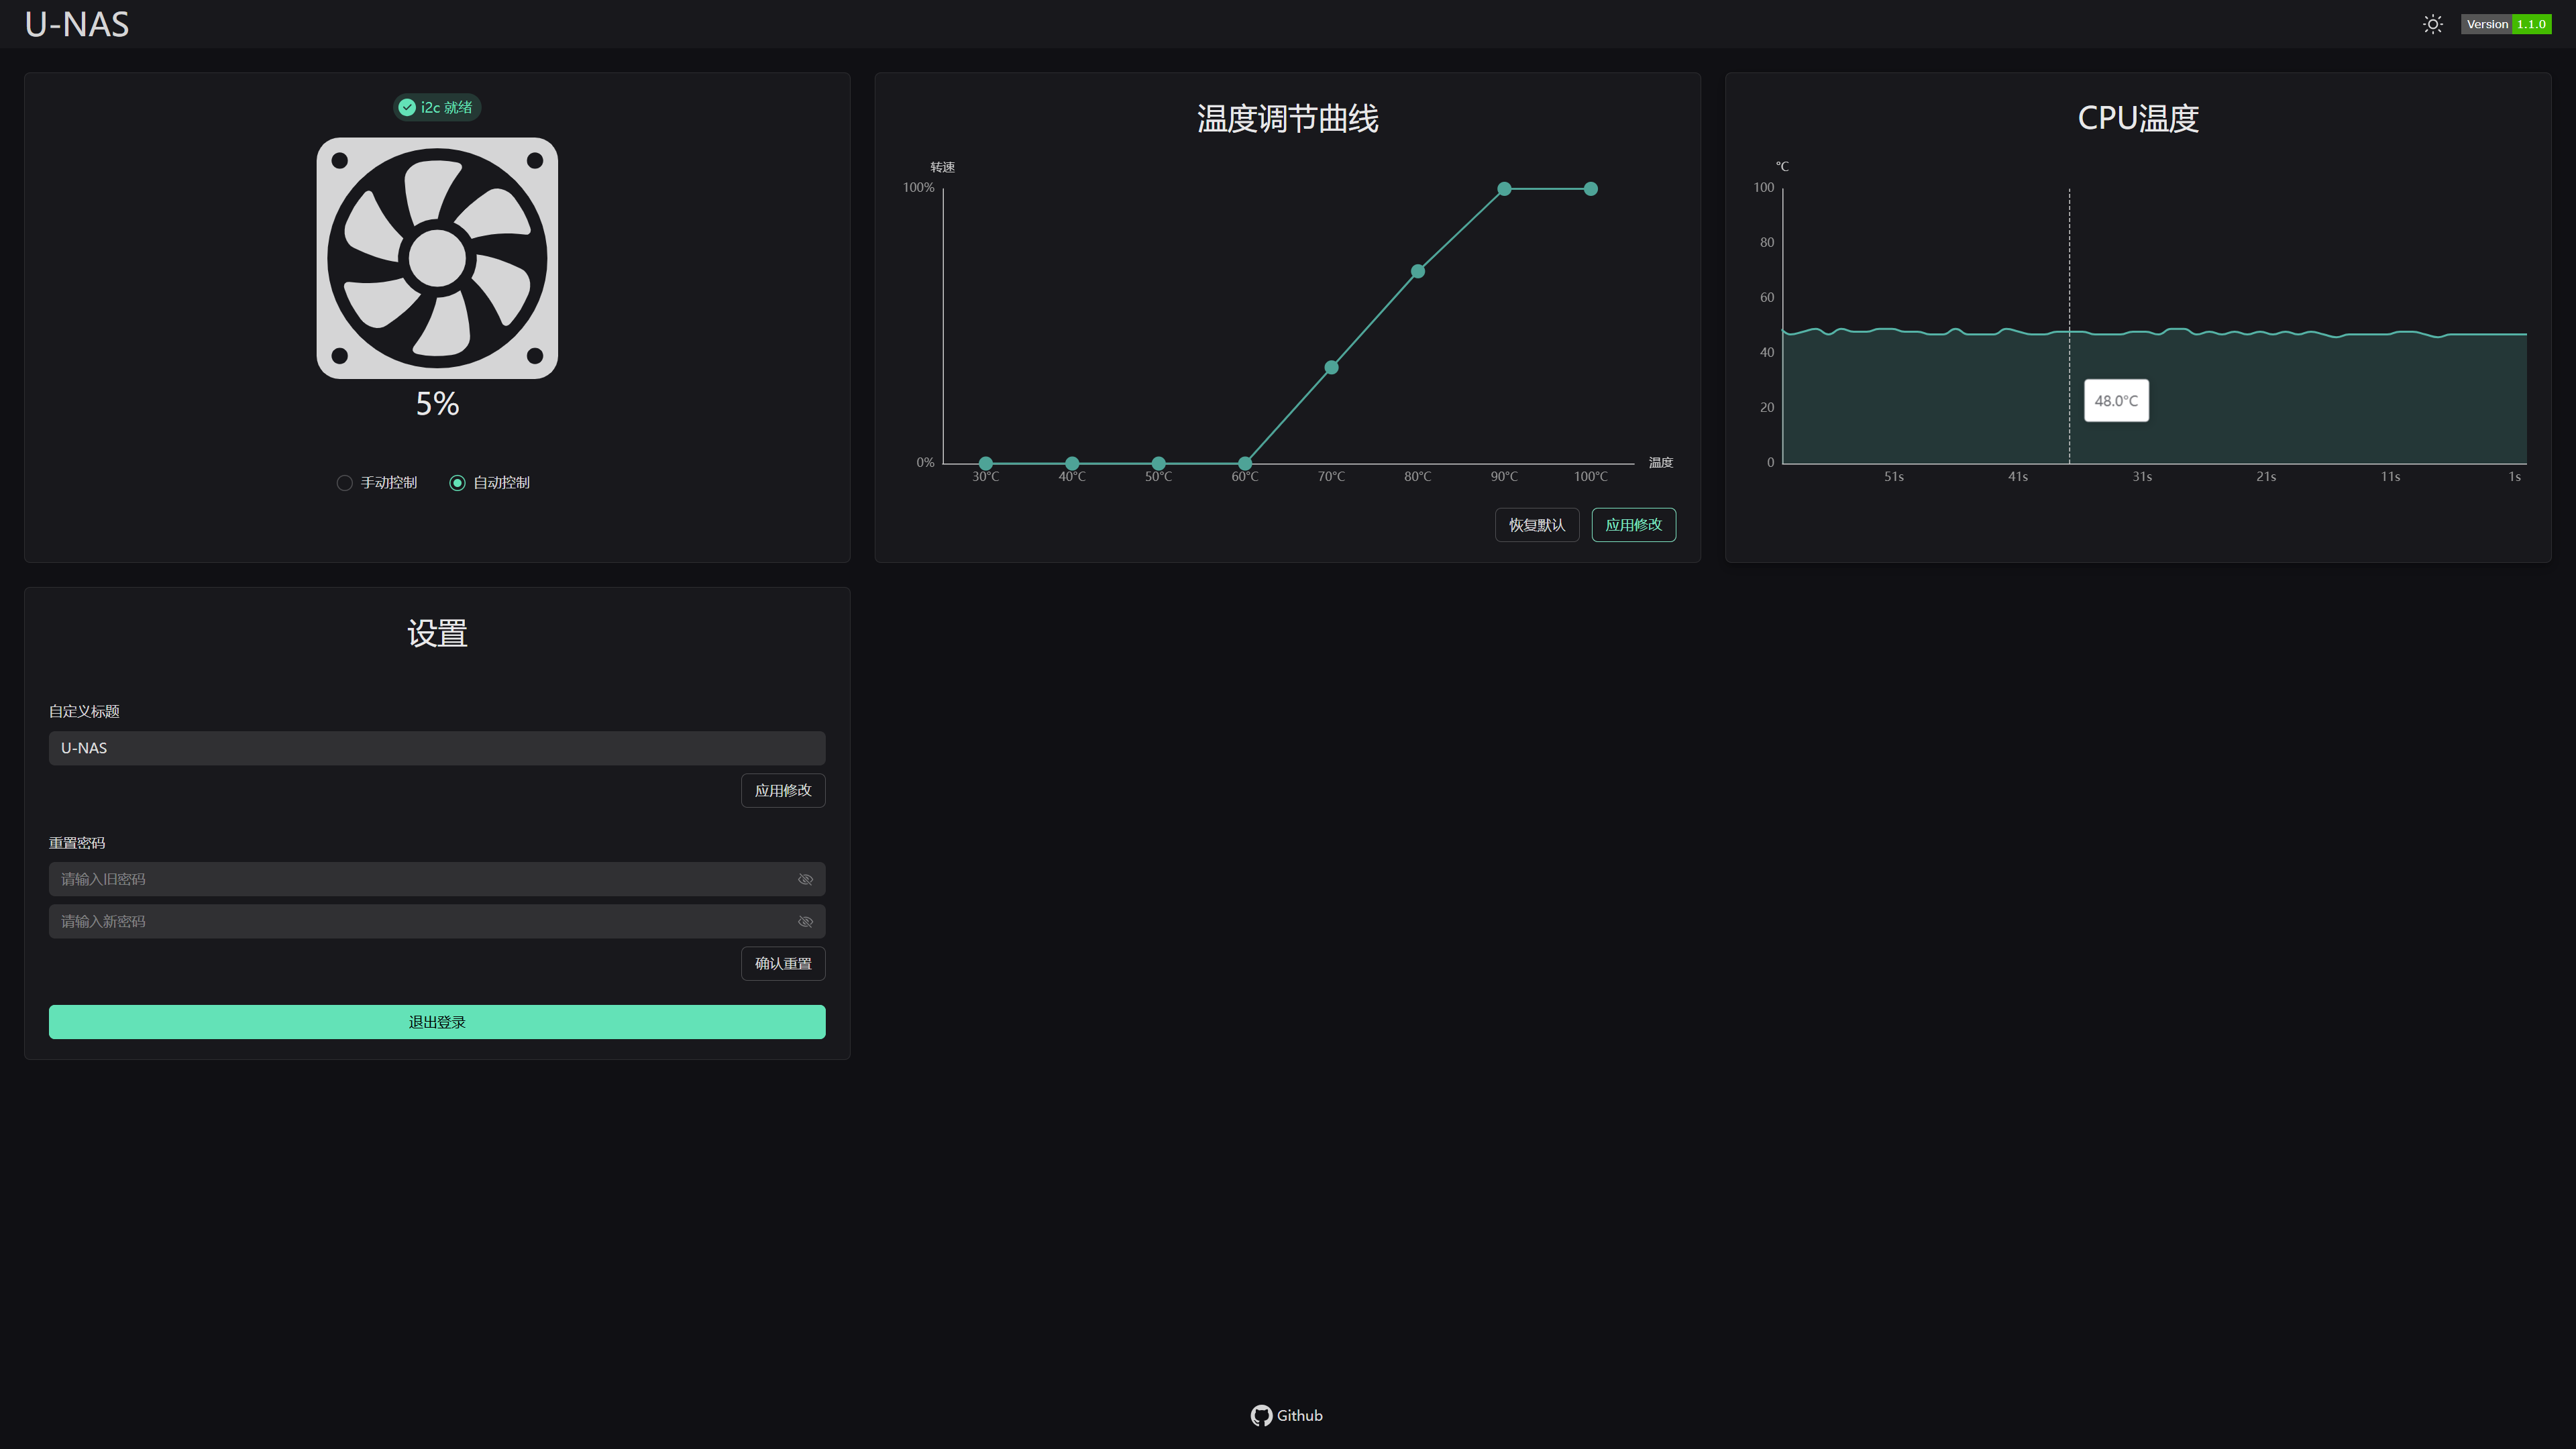 U-NAS
Version 1.1.0
i2c 就绪
5%
手动控制 自动控制
温度调节曲线
转速
100%
0%
30°C 40°C 50°C 60°C 70°C 80°C 90°C 100°C
温度
恢复默认 应用修改
CPU温度
°C
100
80
60
40
20
0
48.0°C
51s 41s 31s 21s 11s 1s
设置
自定义标题
U-NAS
应用修改
重置密码
请输入旧密码
请输入新密码
确认重置
退出登录
Github